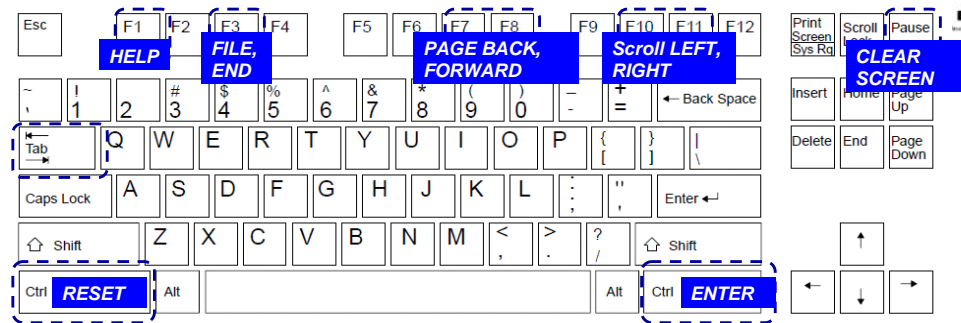 Esc F1 F2 F3 F4 F5 F6 F7 F8 F9 F10 F11 F12 Print Screen Sys Rq Scroll Pause
HELP
FILE, END
PAGE BACK, FORWARD
Scroll LEFT, RIGHT
CLEAR SCREEN
~ ! # $ % ^ & * ( ) _ +
1 2 3 4 5 6 7 8 9 0 - = ← Back Space Insert Home Page Up
Tab Q W E R T Y U I O P { [ } ] | \ Delete End Page Down
Caps Lock A S D F G H J K L : ; " ' Enter ↵
⇧ Shift Z X C V B N M < , > . ? / ⇧ Shift ↑
Ctrl RESET Alt Alt Ctrl ENTER ← ↓ →